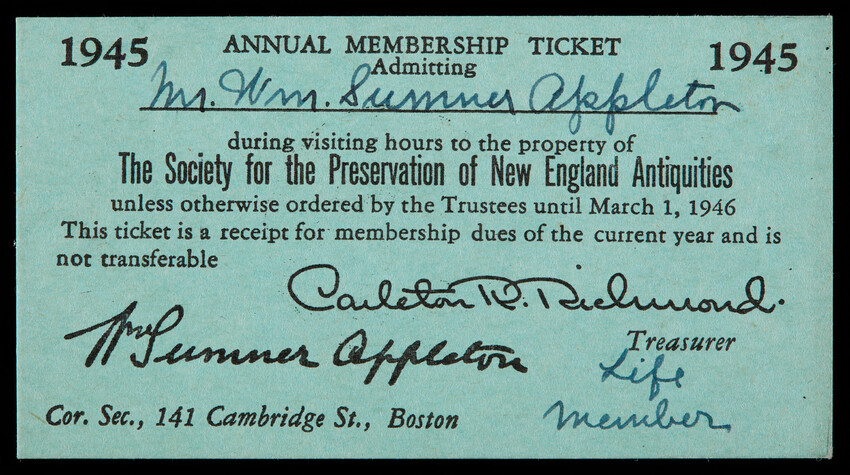 1945 ANNUAL MEMBERSHIP TICKET 1945
Admitting
Mr. Wm. Sumner Appleton
during visiting hours to the property of
The Society for the Preservation of New England Antiquities
unless otherwise ordered by the Trustees until March 1, 1946
This ticket is a receipt for membership dues of the current year and is
not transferable
Carleton R. Richmond.
Treasurer
Wm Sumner Appleton
Cor. Sec., 141 Cambridge St., Boston
Life
Member